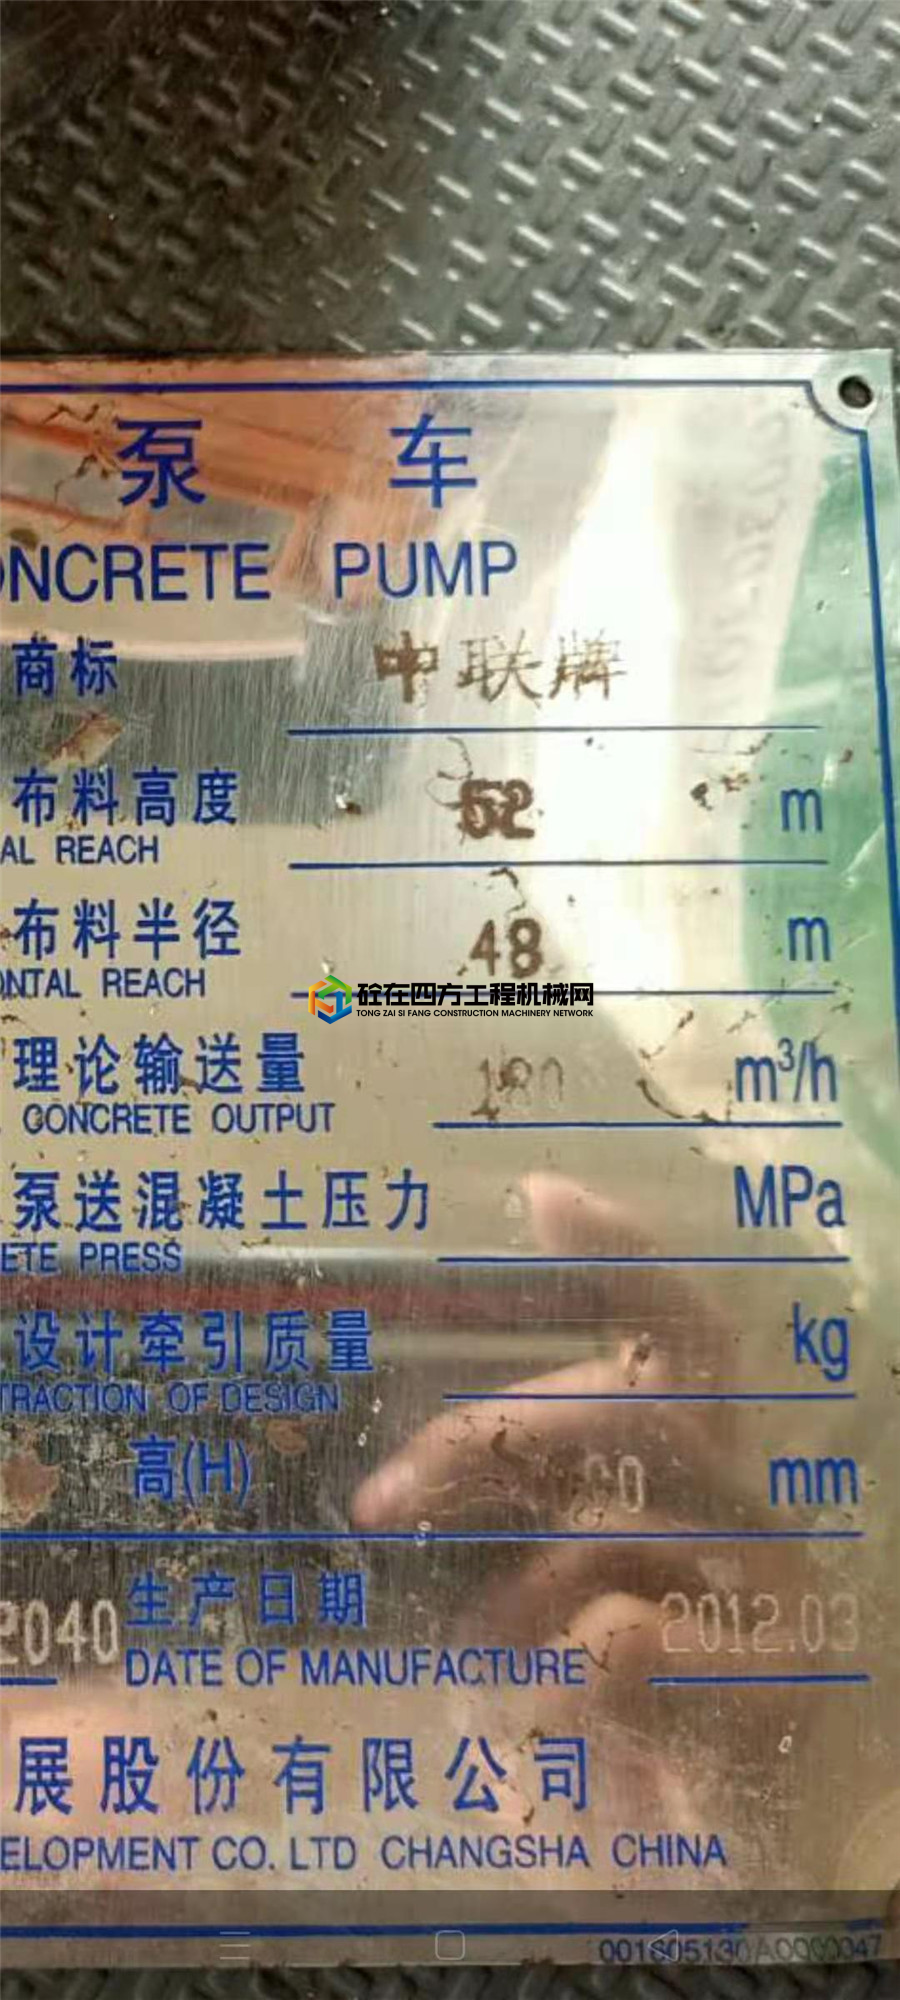 泵 车
ONCRETE PUMP
商标 中联牌
布料高度 52 m
AL REACH
布料半径 48 m
ONTAL REACH
砼在四方工程机械网
TONG ZAI SI FANG CONSTRUCTION MACHINERY NETWORK
理论输送量 180 m³/h
CONCRETE OUTPUT
泵送混凝土压力 MPa
ETE PRESS
设计牵引质量 kg
TRACTION OF DESIGN
高(H) mm
2040 生产日期 2012.03
DATE OF MANUFACTURE
展股份有限公司
ELOPMENT CO. LTD CHANGSHA CHINA